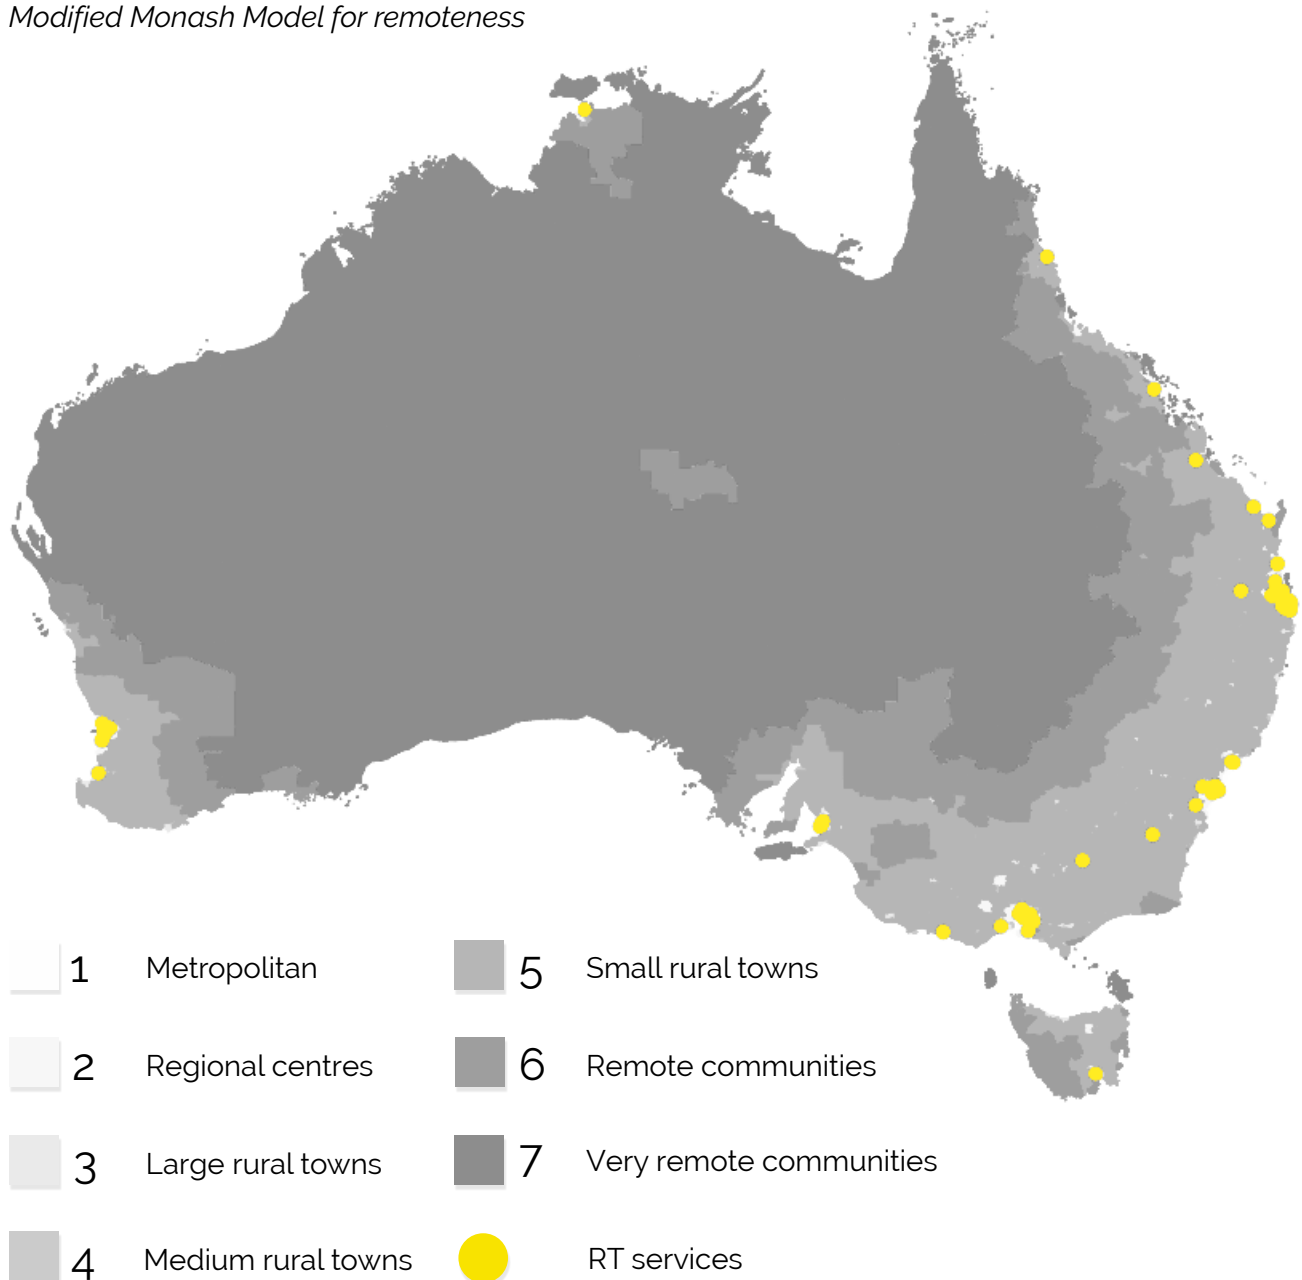 Modified Monash Model for remoteness
1 Metropolitan
2 Regional centres
3 Large rural towns
4 Medium rural towns
5 Small rural towns
6 Remote communities
7 Very remote communities
RT services